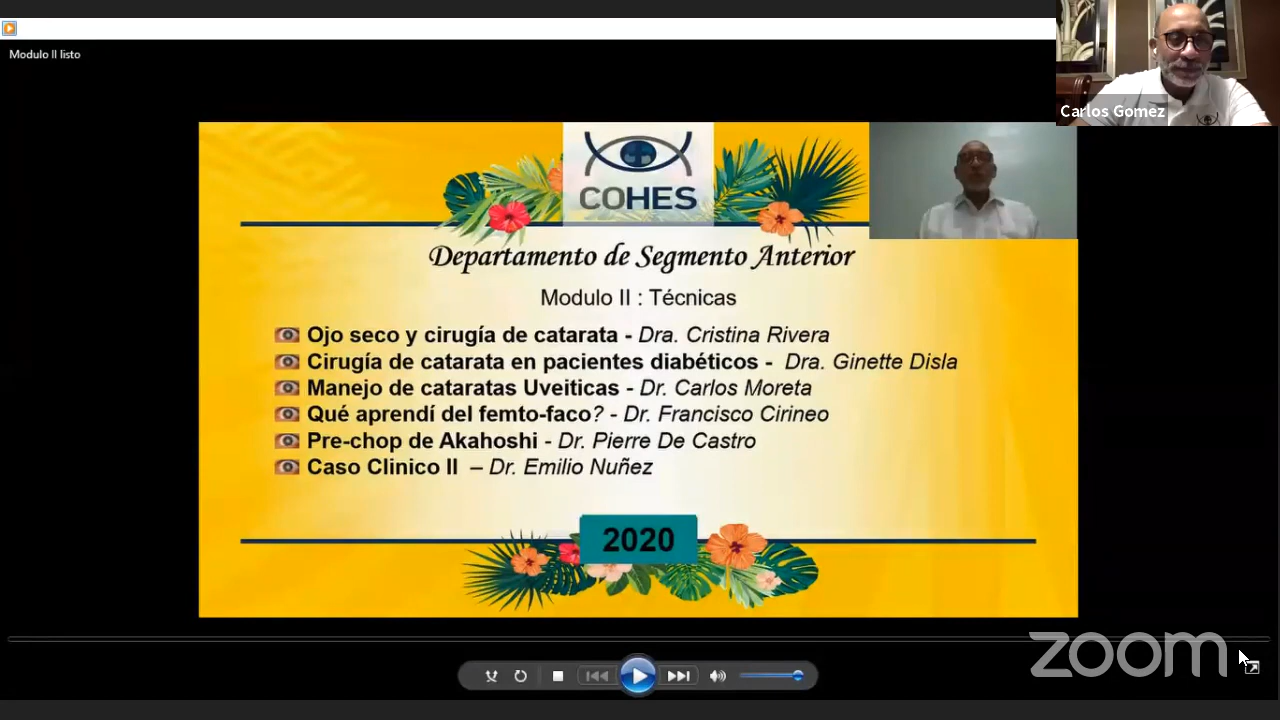 Modulo II listo
Carlos Gomez
COHES
Departamento de Segmento Anterior
Modulo II : Técnicas
Ojo seco y cirugía de catarata - Dra. Cristina Rivera
Cirugía de catarata en pacientes diabéticos - Dra. Ginette Disla
Manejo de cataratas Uveiticas - Dr. Carlos Moreta
Qué aprendí del femto-faco? - Dr. Francisco Cirineo
Pre-chop de Akahoshi - Dr. Pierre De Castro
Caso Clinico II – Dr. Emilio Nuñez
2020
zoom